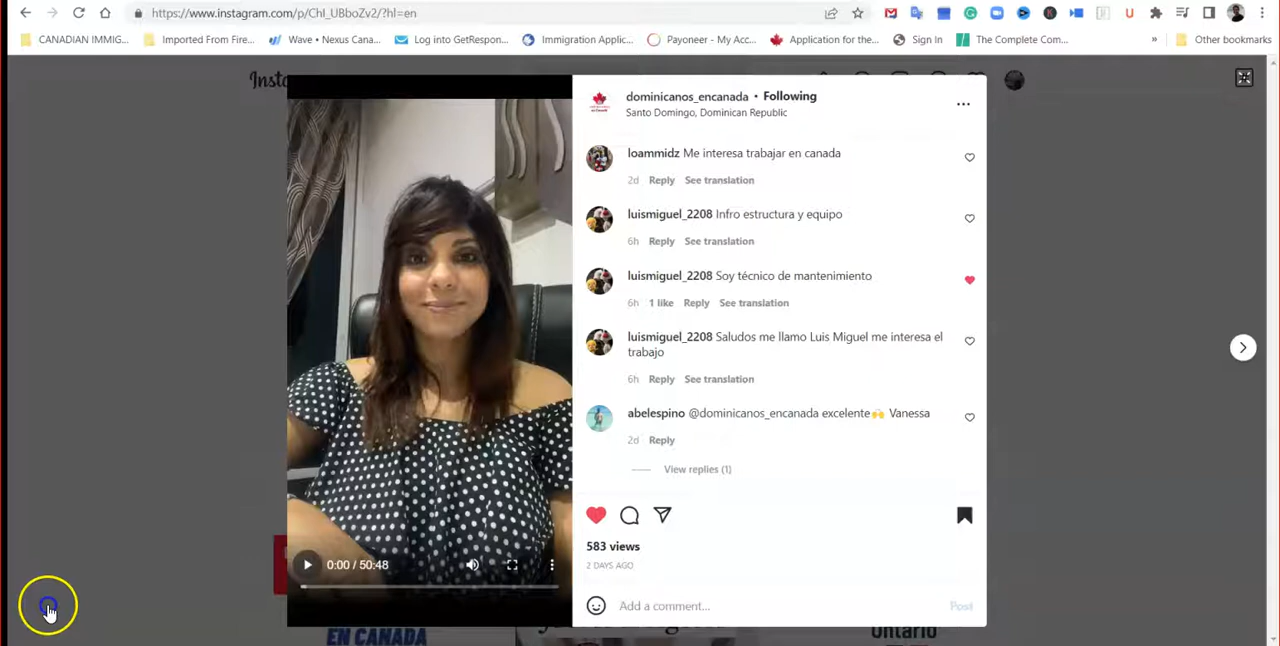 https://www.instagram.com/p/ChI_UBboZv2/?hl=en
CANADIAN IMMIG...
Imported From Fire...
Wave • Nexus Cana...
Log into GetRespon...
Immigration Applic...
Payoneer - My Acc...
Application for the...
Sign In
The Complete Com...
»
Other bookmarks
Insta
dominicanos_encanada • Following
Santo Domingo, Dominican Republic
loammidz Me interesa trabajar en canada
2d Reply See translation
luismiguel_2208 Infro estructura y equipo
6h Reply See translation
luismiguel_2208 Soy técnico de mantenimiento
6h 1 like Reply See translation
luismiguel_2208 Saludos me llamo Luis Miguel me interesa el
trabajo
6h Reply See translation
abelespino @dominicanos_encanada excelente🙌 Vanessa
2d Reply
View replies (1)
583 views
2 DAYS AGO
0:00 / 50:48
Add a comment...
Post
EN CANADA
Ontario